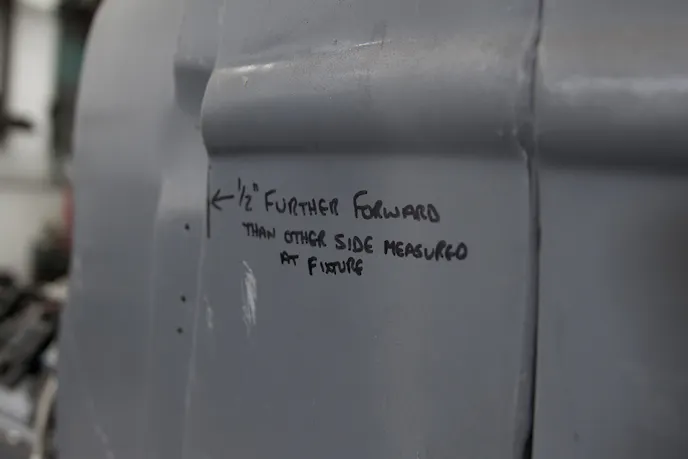 ←½" FURTHER FORWARD
THAN OTHER SIDE MEASURED
AT FIXTURE